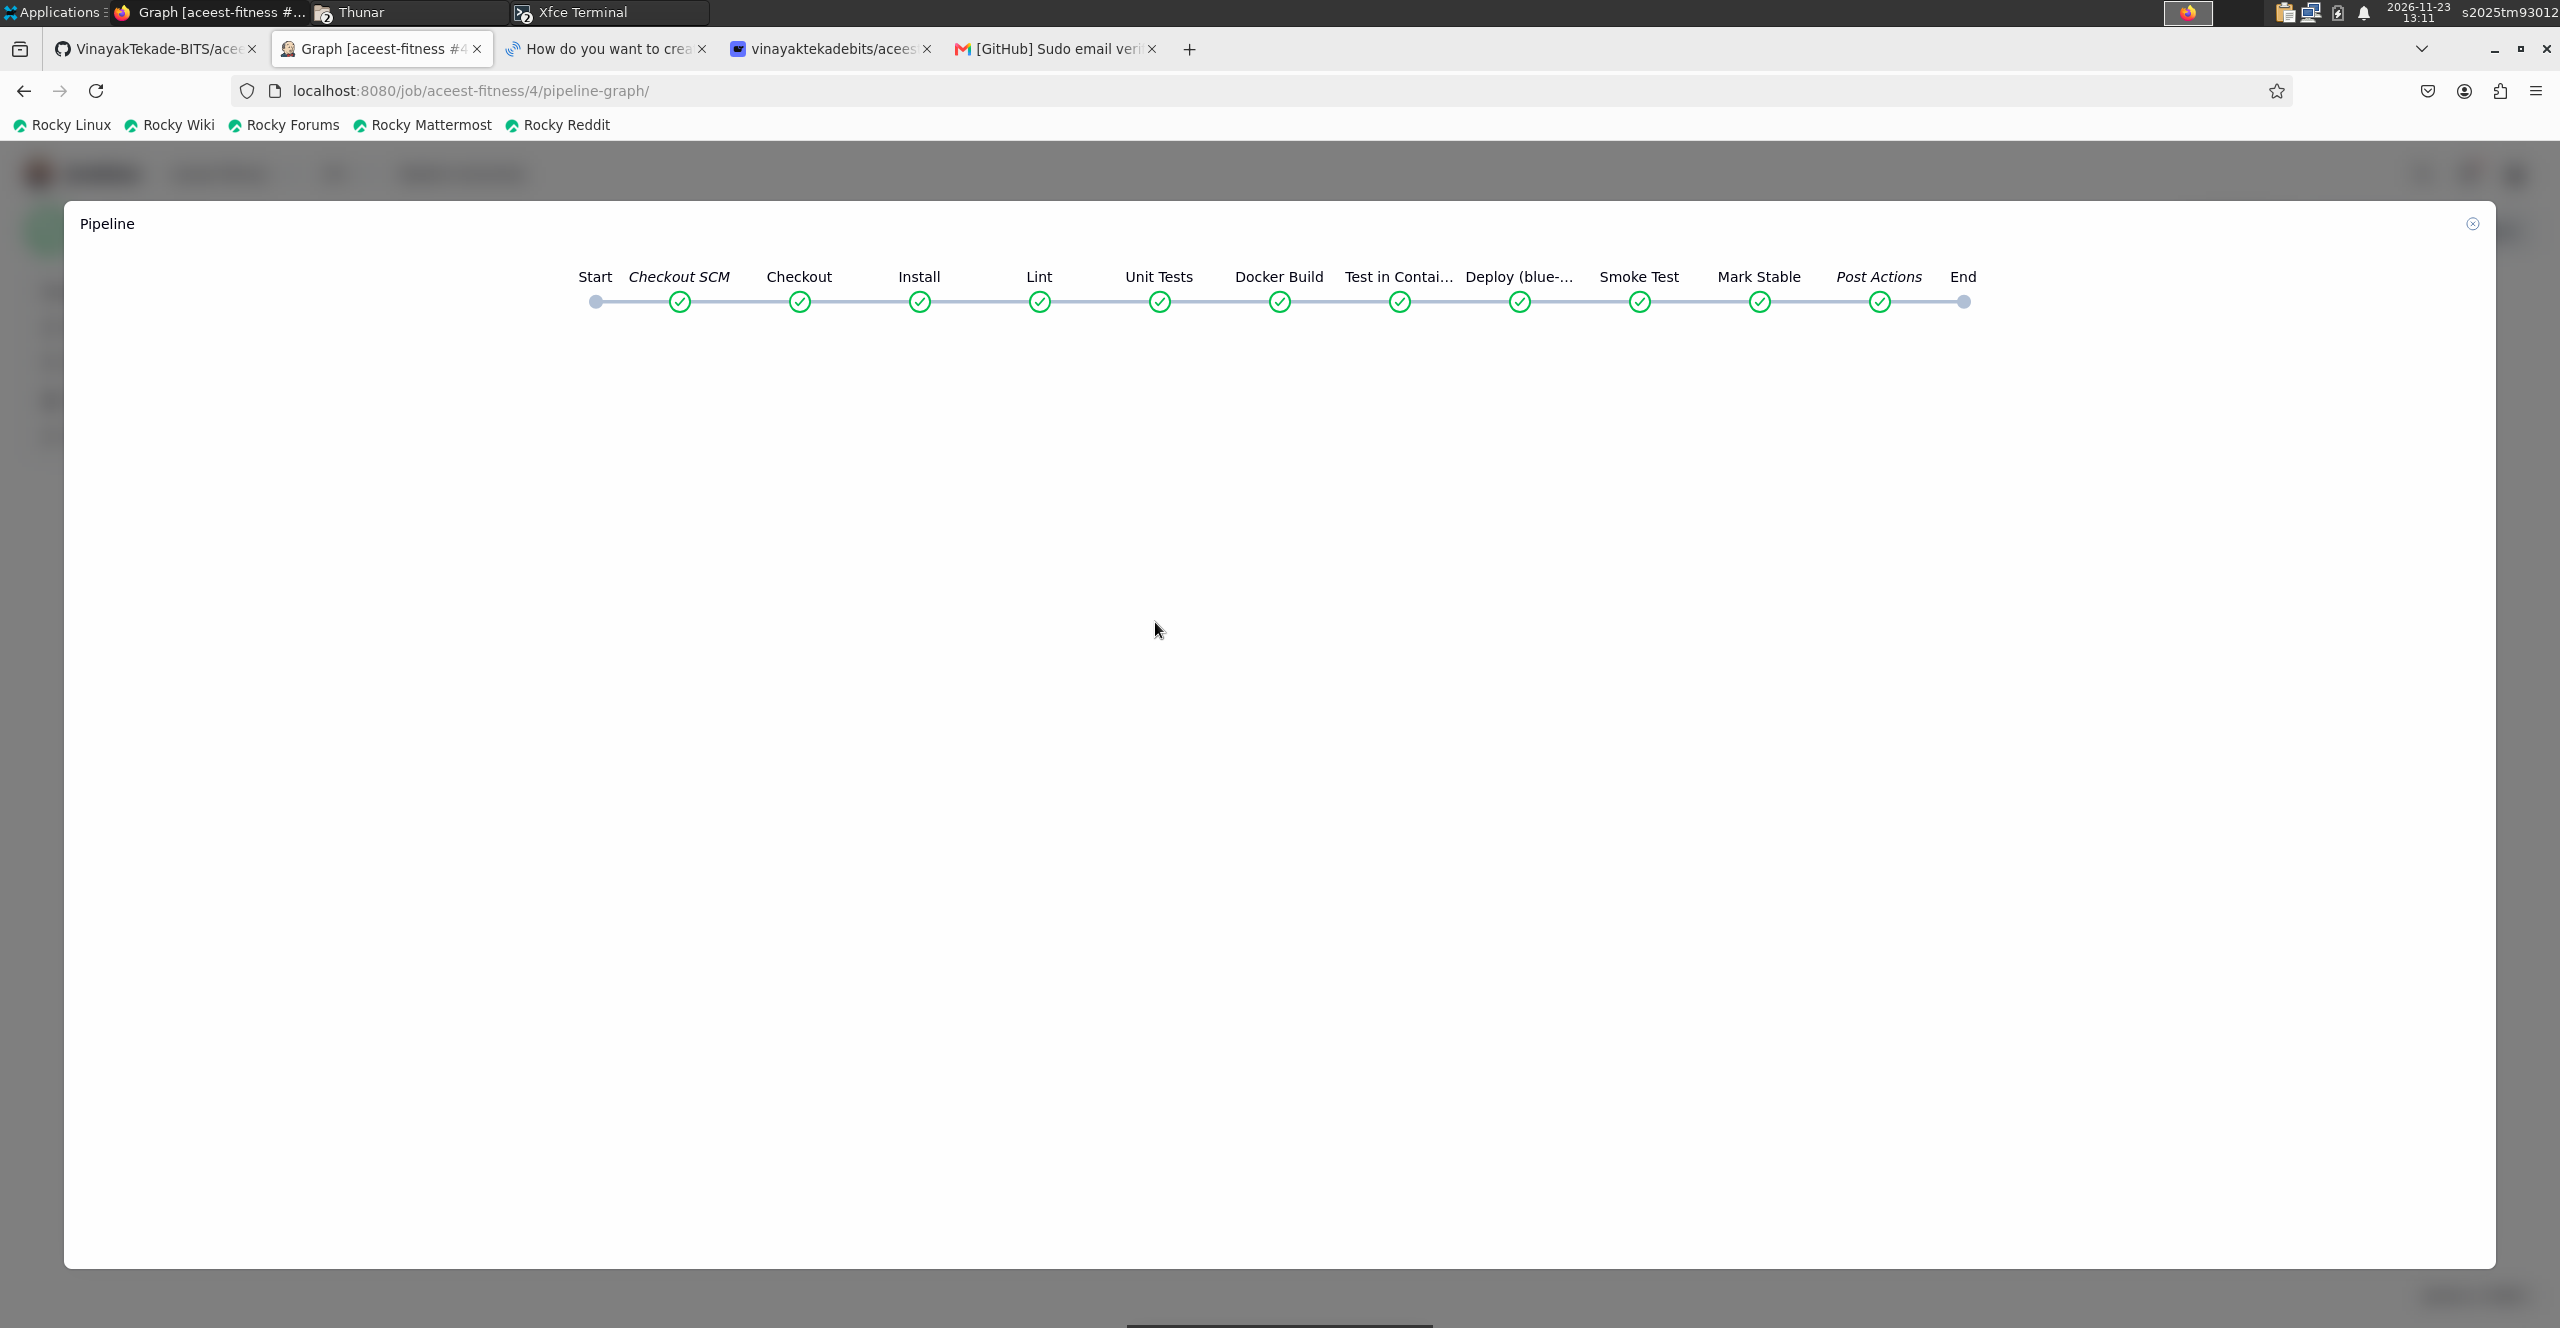 Applications Graph [aceest-fitness #... 2 Thunar 2 Xfce Terminal 2026-11-23 13:11 s2025tm93012
VinayakTekade-BITS/acee Graph [aceest-fitness #4 How do you want to crea vinayaktekadebits/acees [GitHub] Sudo email veri
localhost:8080/job/aceest-fitness/4/pipeline-graph/
Rocky Linux Rocky Wiki Rocky Forums Rocky Mattermost Rocky Reddit
Pipeline
Start Checkout SCM Checkout Install Lint Unit Tests Docker Build Test in Contai... Deploy (blue-... Smoke Test Mark Stable Post Actions End